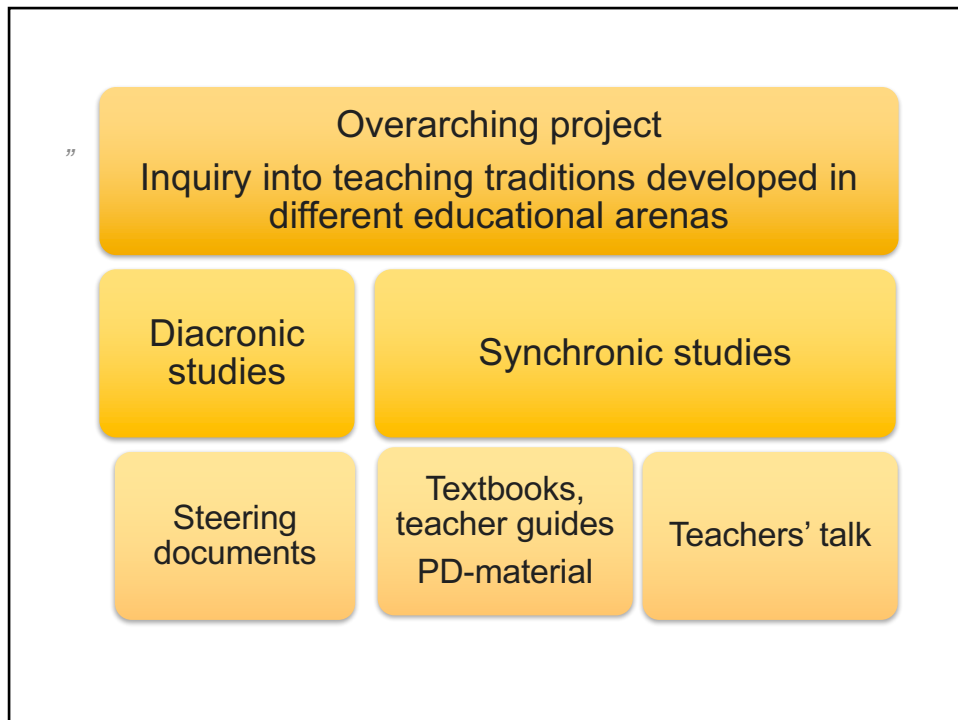 Overarching project
”
Inquiry into teaching traditions developed in
different educational arenas
Diacronic
studies
Synchronic studies
Steering
documents
Textbooks,
teacher guides
PD-material
Teachers’ talk